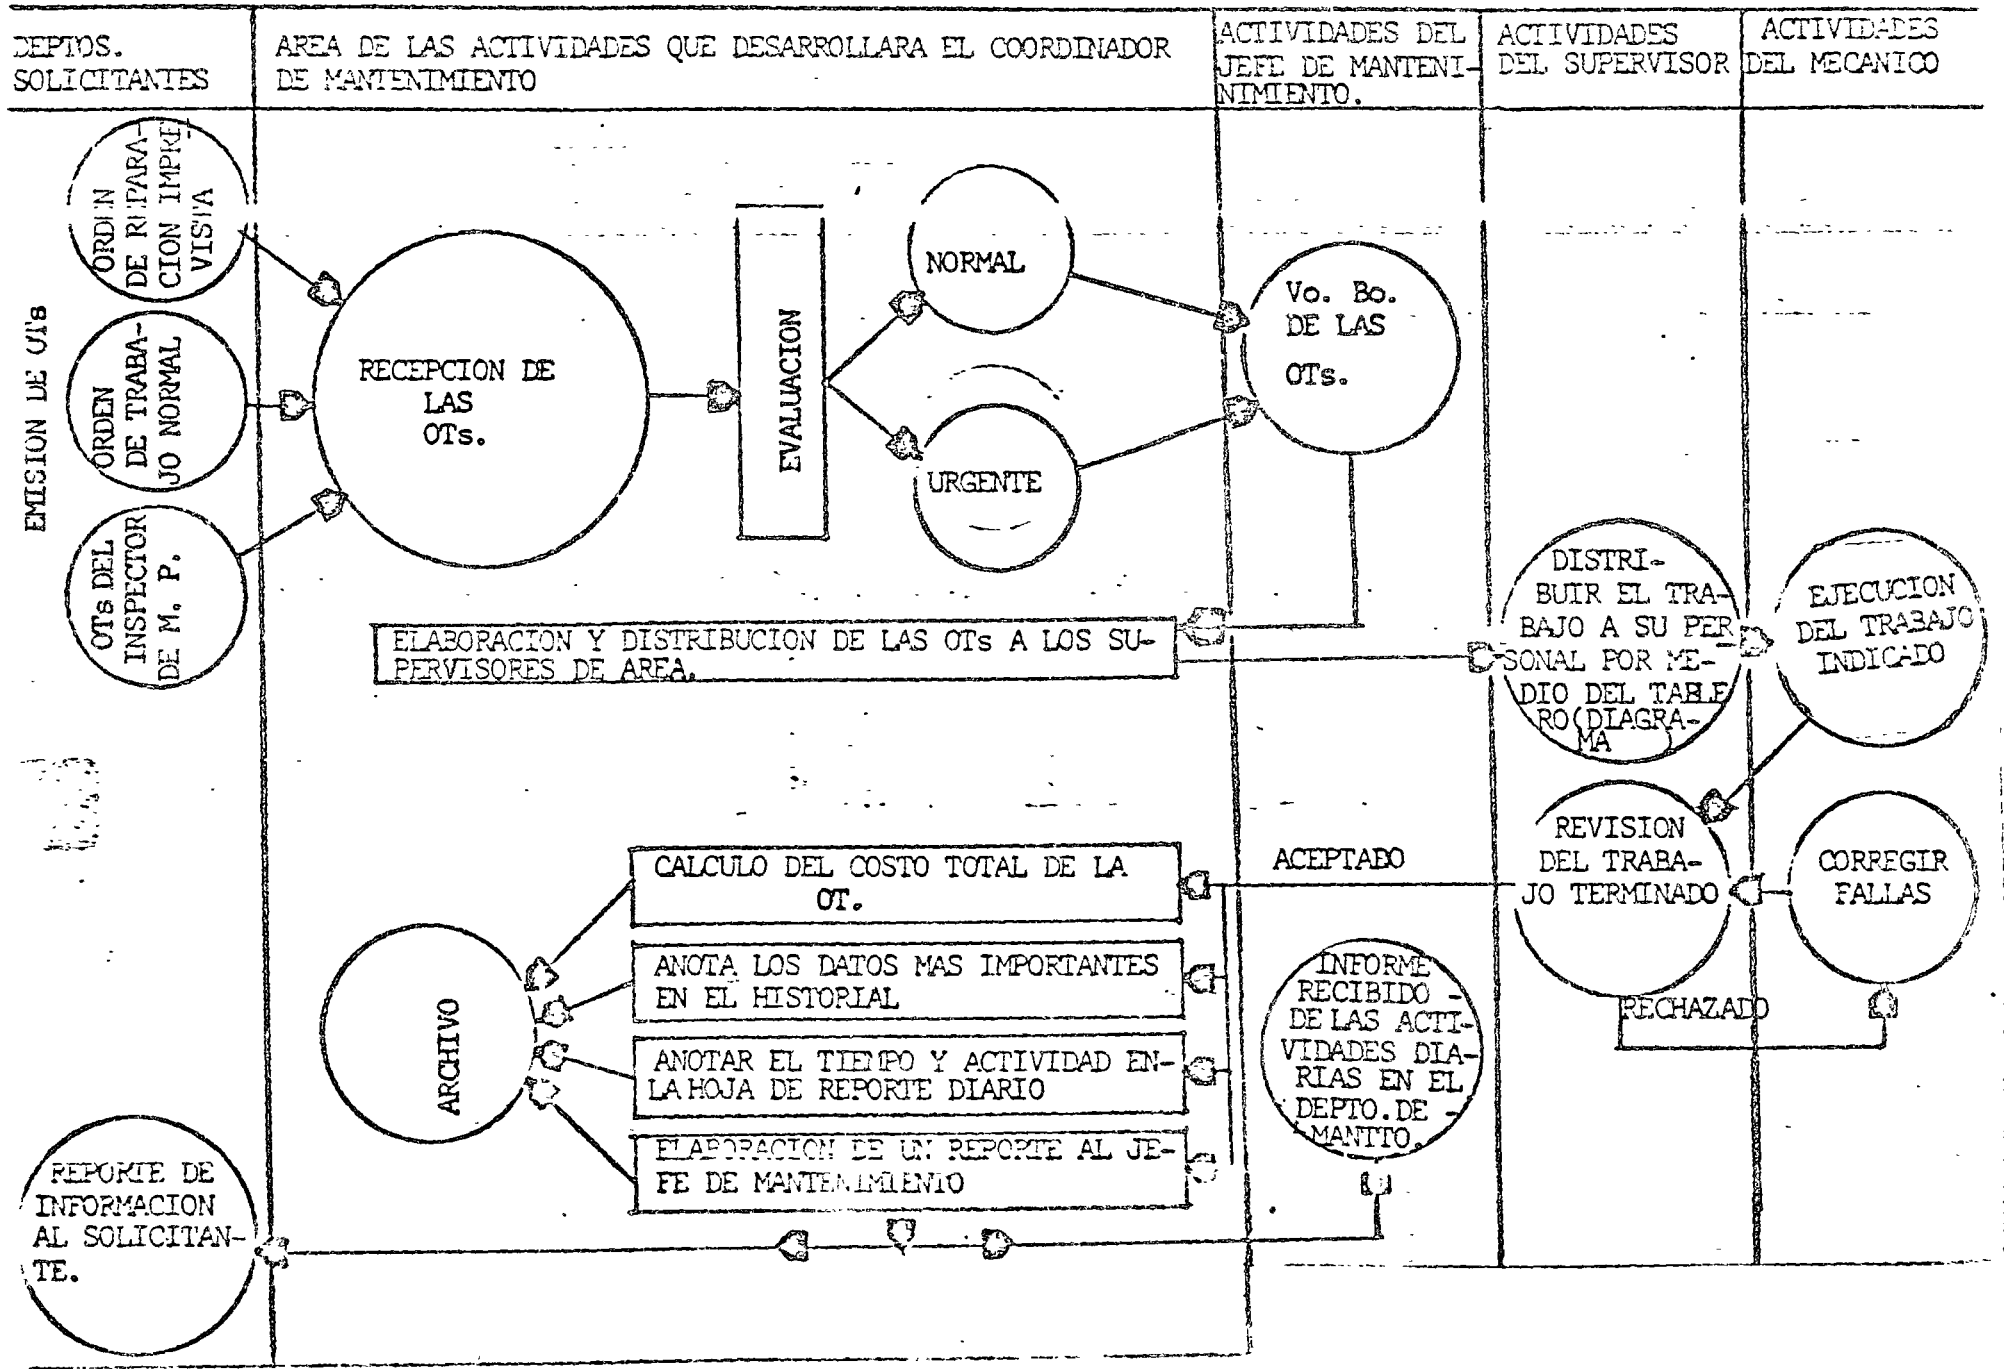 DEPTOS.
SOLICITANTES
AREA DE LAS ACTIVIDADES QUE DESARROLLARA EL COORDINADOR
DE MANTENIMIENTO
ACTIVIDADES DEL
JEFE DE MANTENI-
NIMIENTO.
ACTIVIDADES
DEL SUPERVISOR
ACTIVIDADES
DEL MECANICO
EMISION DE OTs
ORDEN
DE REPARA-
CION IMPRE-
VISTA
ORDEN
DE TRABA-
JO NORMAL
OTs DEL
INSPECTOR
DE M. P.
RECEPCION DE
LAS
OTs.
EVALUACION
NORMAL
URGENTE
Vo. Bo.
DE LAS
OTs.
ELABORACION Y DISTRIBUCION DE LAS OTs A LOS SU-
PERVISORES DE AREA.
DISTRI-
BUIR EL TRA-
BAJO A SU PER
SONAL POR ME-
DIO DEL TABLE
RO(DIAGRA-
MA )
EJECUCION
DEL TRABAJO
INDICADO
REVISION
DEL TRABA-
JO TERMINADO
CORREGIR
FALLAS
RECHAZADO
ACEPTADO
CALCULO DEL COSTO TOTAL DE LA
OT.
ANOTA LOS DATOS MAS IMPORTANTES
EN EL HISTORIAL
ANOTAR EL TIEMPO Y ACTIVIDAD EN-
LA HOJA DE REPORTE DIARIO
ELABORACION DE UN REPORTE AL JE-
FE DE MANTENIMIENTO
ARCHIVO
INFORME
RECIBIDO -
DE LAS ACTI-
VIDADES DIA-
RIAS EN EL
DEPTO. DE -
MANTTO.
REPORTE DE
INFORMACION
AL SOLICITAN-
TE.